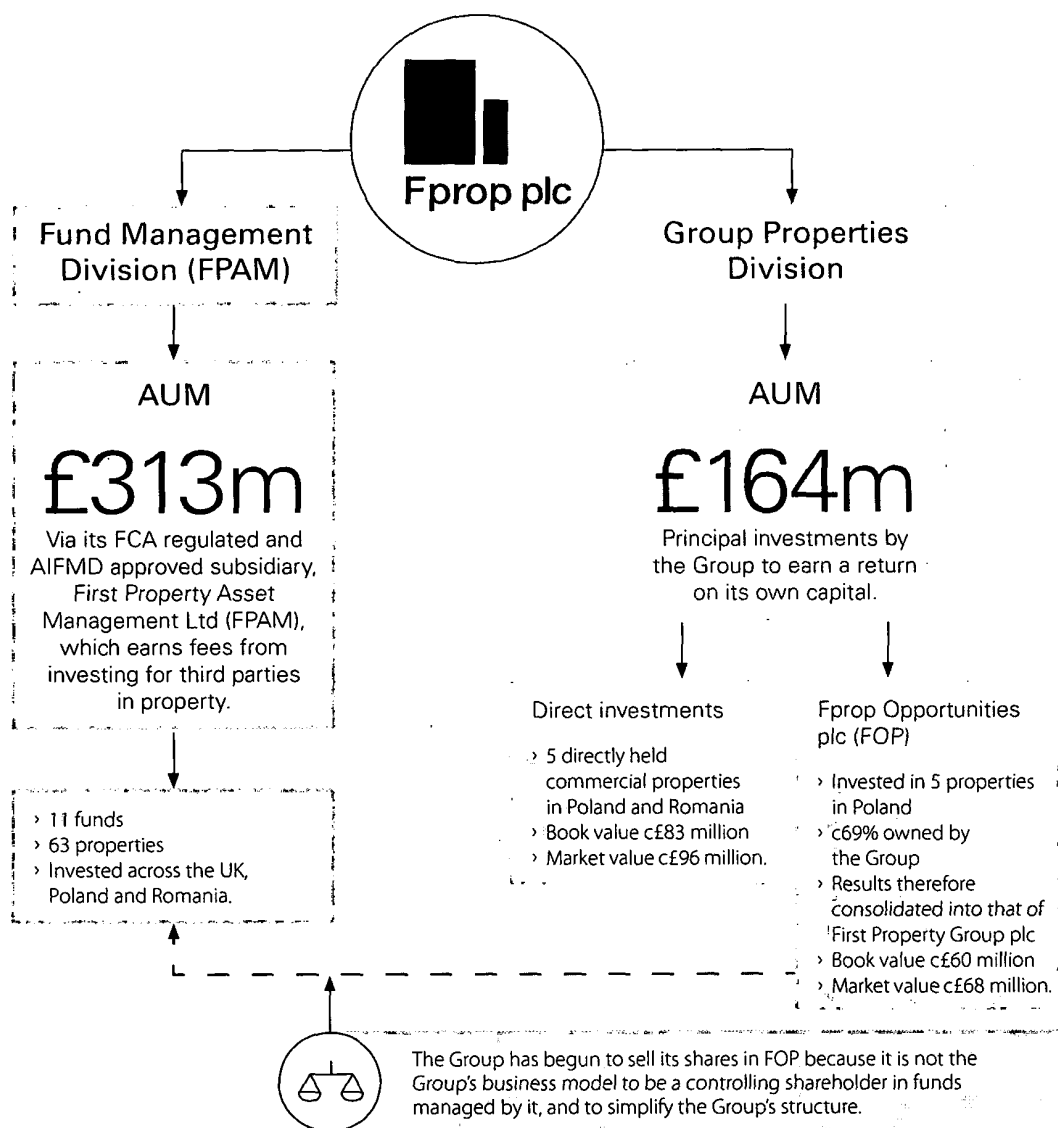 Fprop plc
Fund Management
Division (FPAM)
AUM
£313m
Via its FCA regulated and
AIFMD approved subsidiary,
First Property Asset
Management Ltd (FPAM),
which earns fees from
investing for third parties
in property.
› 11 funds
› 63 properties
› Invested across the UK,
Poland and Romania.
Group Properties
Division
AUM
£164m
Principal investments by
the Group to earn a return
on its own capital.
Direct investments
› 5 directly held
commercial properties
in Poland and Romania
› Book value c£83 million
› Market value c£96 million.
Fprop Opportunities
plc (FOP)
› Invested in 5 properties
in Poland
› c69% owned by
the Group
› Results therefore
consolidated into that of
First Property Group plc
› Book value c£60 million
› Market value c£68 million.
The Group has begun to sell its shares in FOP because it is not the
Group's business model to be a controlling shareholder in funds
managed by it, and to simplify the Group's structure.